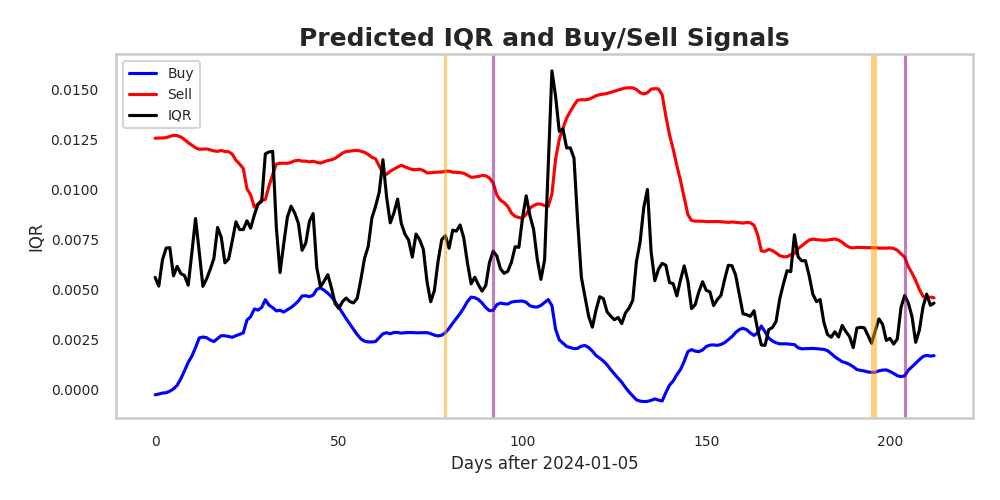 Predicted IQR and Buy/Sell Signals
Buy
Sell
IQR
0.0150
0.0125
0.0100
0.0075
0.0050
0.0025
0.0000
IQR
0 50 100 150 200
Days after 2024-01-05